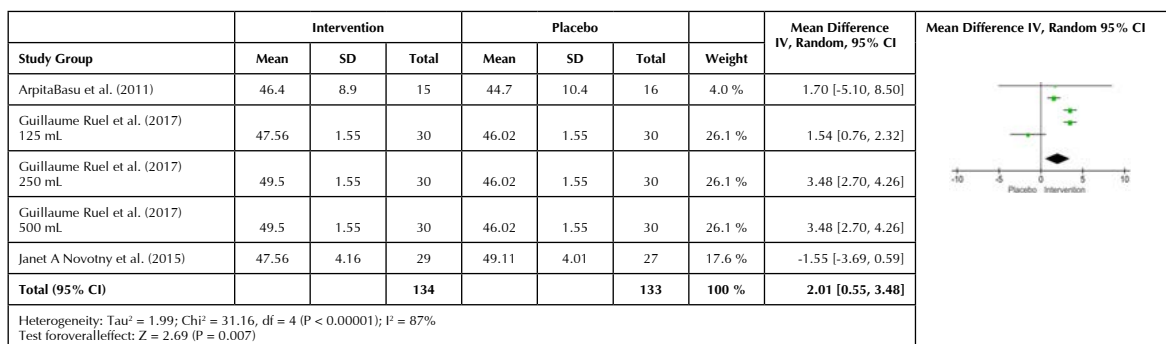 Intervention Placebo Mean Difference IV, Random, 95% CI Mean Difference IV, Random 95% CI
Study Group Mean SD Total Mean SD Total Weight
ArpitaBasu et al. (2011) 46.4 8.9 15 44.7 10.4 16 4.0 % 1.70 [-5.10, 8.50]
Guillaume Ruel et al. (2017)
125 mL 47.56 1.55 30 46.02 1.55 30 26.1 % 1.54 [0.76, 2.32]
Guillaume Ruel et al. (2017)
250 mL 49.5 1.55 30 46.02 1.55 30 26.1 % 3.48 [2.70, 4.26]
Guillaume Ruel et al. (2017)
500 mL 49.5 1.55 30 46.02 1.55 30 26.1 % 3.48 [2.70, 4.26]
Janet A Novotny et al. (2015) 47.56 4.16 29 49.11 4.01 27 17.6 % -1.55 [-3.69, 0.59]
Total (95% CI) 134 133 100 % 2.01 [0.55, 3.48]
Heterogeneity: Tau² = 1.99; Chi² = 31.16, df = 4 (P < 0.00001); I² = 87%
Test foroveralleffect: Z = 2.69 (P = 0.007)
-10 -5 0 5 10
Placebo Intervention